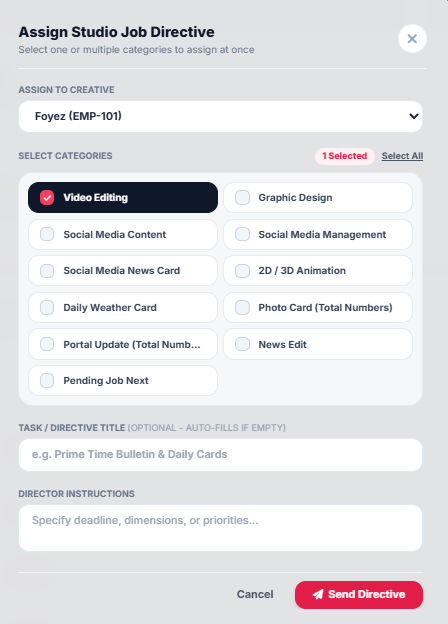 Assign Studio Job Directive
Select one or multiple categories to assign at once
ASSIGN TO CREATIVE
Foyez (EMP-101)
SELECT CATEGORIES 1 Selected Select All
Video Editing Graphic Design
Social Media Content Social Media Management
Social Media News Card 2D / 3D Animation
Daily Weather Card Photo Card (Total Numbers)
Portal Update (Total Numb... News Edit
Pending Job Next
TASK / DIRECTIVE TITLE (OPTIONAL - AUTO-FILLS IF EMPTY)
e.g. Prime Time Bulletin & Daily Cards
DIRECTOR INSTRUCTIONS
Specify deadline, dimensions, or priorities...
Cancel Send Directive